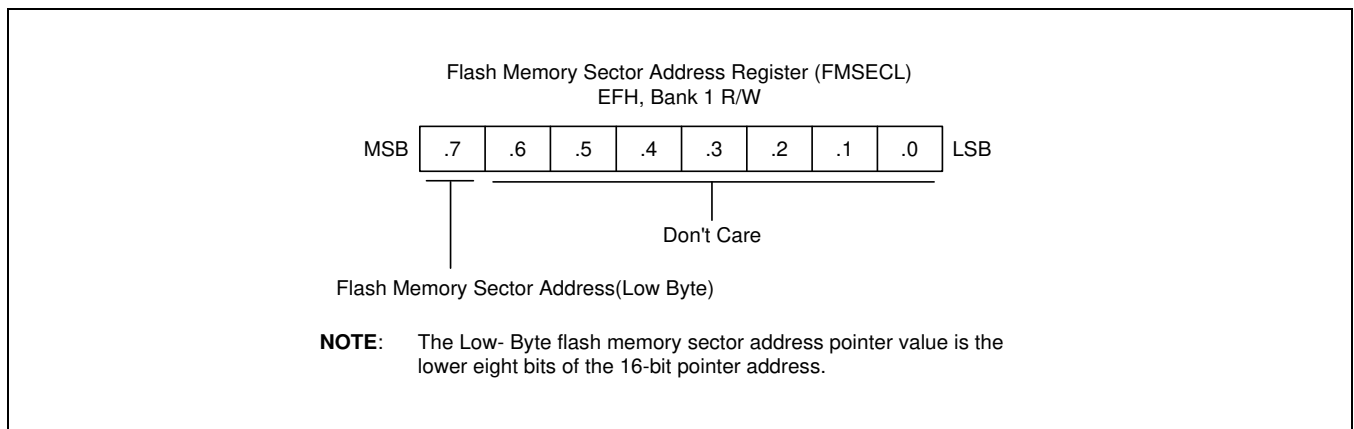 Flash Memory Sector Address Register (FMSECL)
EFH, Bank 1 R/W
MSB .7 .6 .5 .4 .3 .2 .1 .0 LSB
Don't Care
Flash Memory Sector Address(Low Byte)
NOTE: The Low- Byte flash memory sector address pointer value is the
lower eight bits of the 16-bit pointer address.